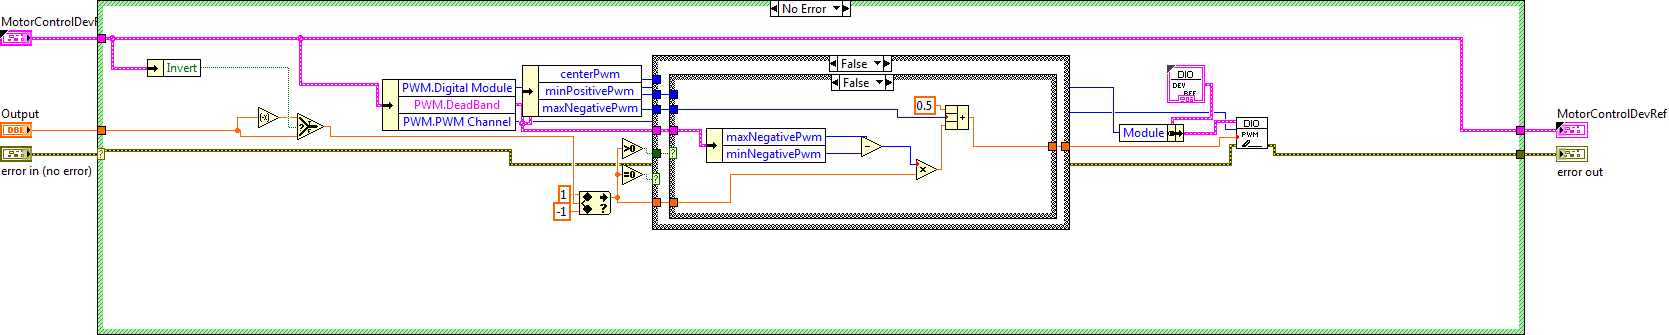 No Error
MotorControlDevR
Invert
Output
DBL
error in (no error)
PWM.Digital Module
PWM.DeadBand
PWM.PWM Channel
centerPwm
minPositivePwm
maxNegativePwm
False
False
0.5
maxNegativePwm
minNegativePwm
>0
=0
1
-1
?
DIO
DEV
REF
Module
DIO
PWM
MotorControlDevRef
error out